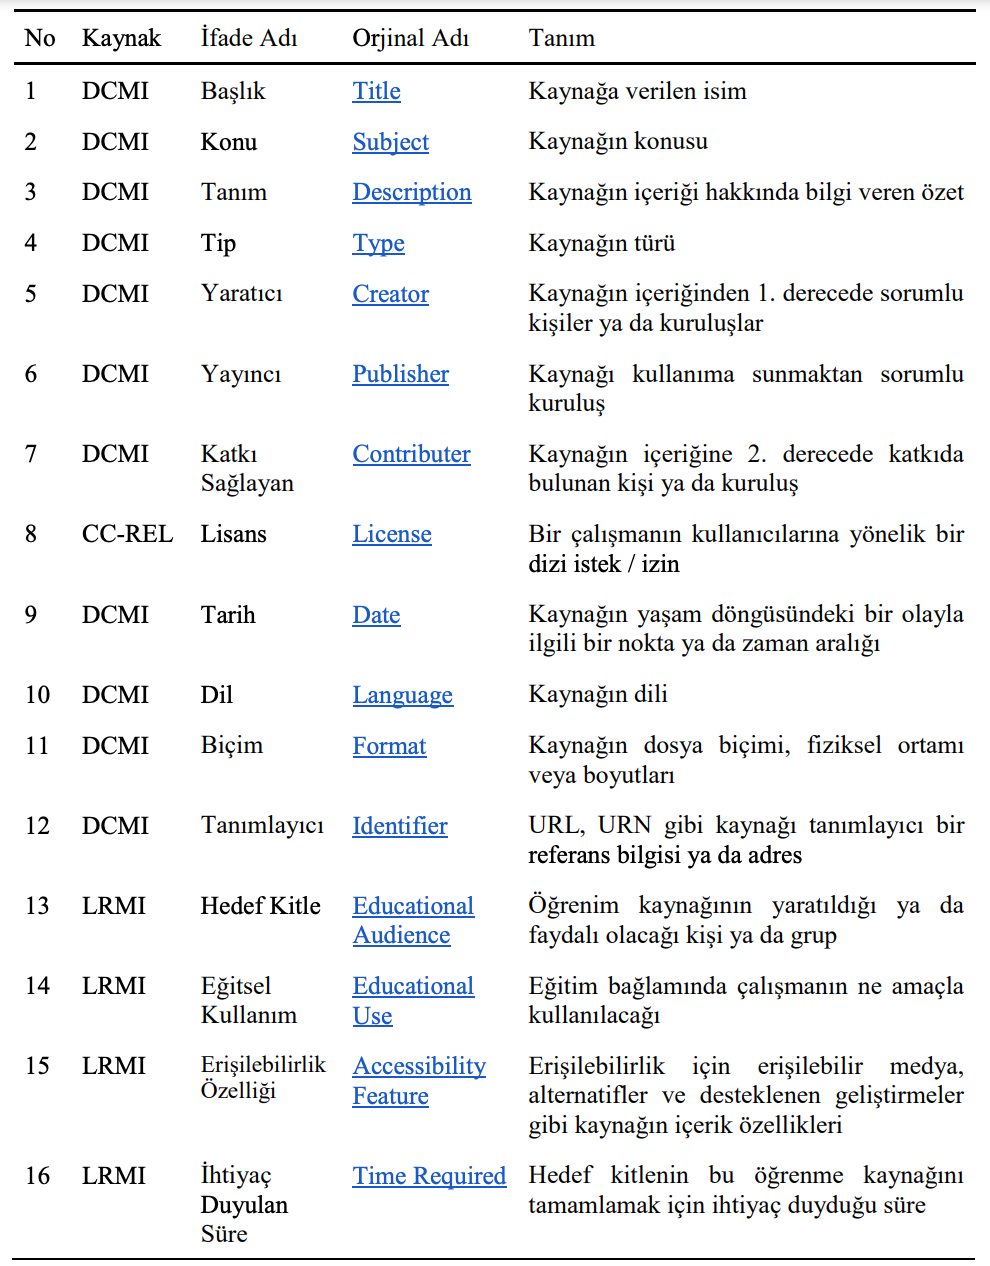 No Kaynak İfade Adı Orjinal Adı Tanım
1 DCMI Başlık Title Kaynağa verilen isim
2 DCMI Konu Subject Kaynağın konusu
3 DCMI Tanım Description Kaynağın içeriği hakkında bilgi veren özet
4 DCMI Tip Type Kaynağın türü
5 DCMI Yaratıcı Creator Kaynağın içeriğinden 1. derecede sorumlu
kişiler ya da kuruluşlar
6 DCMI Yayıncı Publisher Kaynağı kullanıma sunmaktan sorumlu
kuruluş
7 DCMI Katkı Contributer Kaynağın içeriğine 2. derecede katkıda
Sağlayan bulunan kişi ya da kuruluş
8 CC-REL Lisans License Bir çalışmanın kullanıcılarına yönelik bir
dizi istek / izin
9 DCMI Tarih Date Kaynağın yaşam döngüsündeki bir olayla
ilgili bir nokta ya da zaman aralığı
10 DCMI Dil Language Kaynağın dili
11 DCMI Biçim Format Kaynağın dosya biçimi, fiziksel ortamı
veya boyutları
12 DCMI Tanımlayıcı Identifier URL, URN gibi kaynağı tanımlayıcı bir
referans bilgisi ya da adres
13 LRMI Hedef Kitle Educational Öğrenim kaynağının yaratıldığı ya da
Audience faydalı olacağı kişi ya da grup
14 LRMI Eğitsel Educational Eğitim bağlamında çalışmanın ne amaçla
Kullanım Use kullanılacağı
15 LRMI Erişilebilirlik Accessibility Erişilebilirlik için erişilebilir medya,
Özelliği Feature alternatifler ve desteklenen geliştirmeler
gibi kaynağın içerik özellikleri
16 LRMI İhtiyaç Time Required Hedef kitlenin bu öğrenme kaynağını
Duyulan tamamlamak için ihtiyaç duyduğu süre
Süre